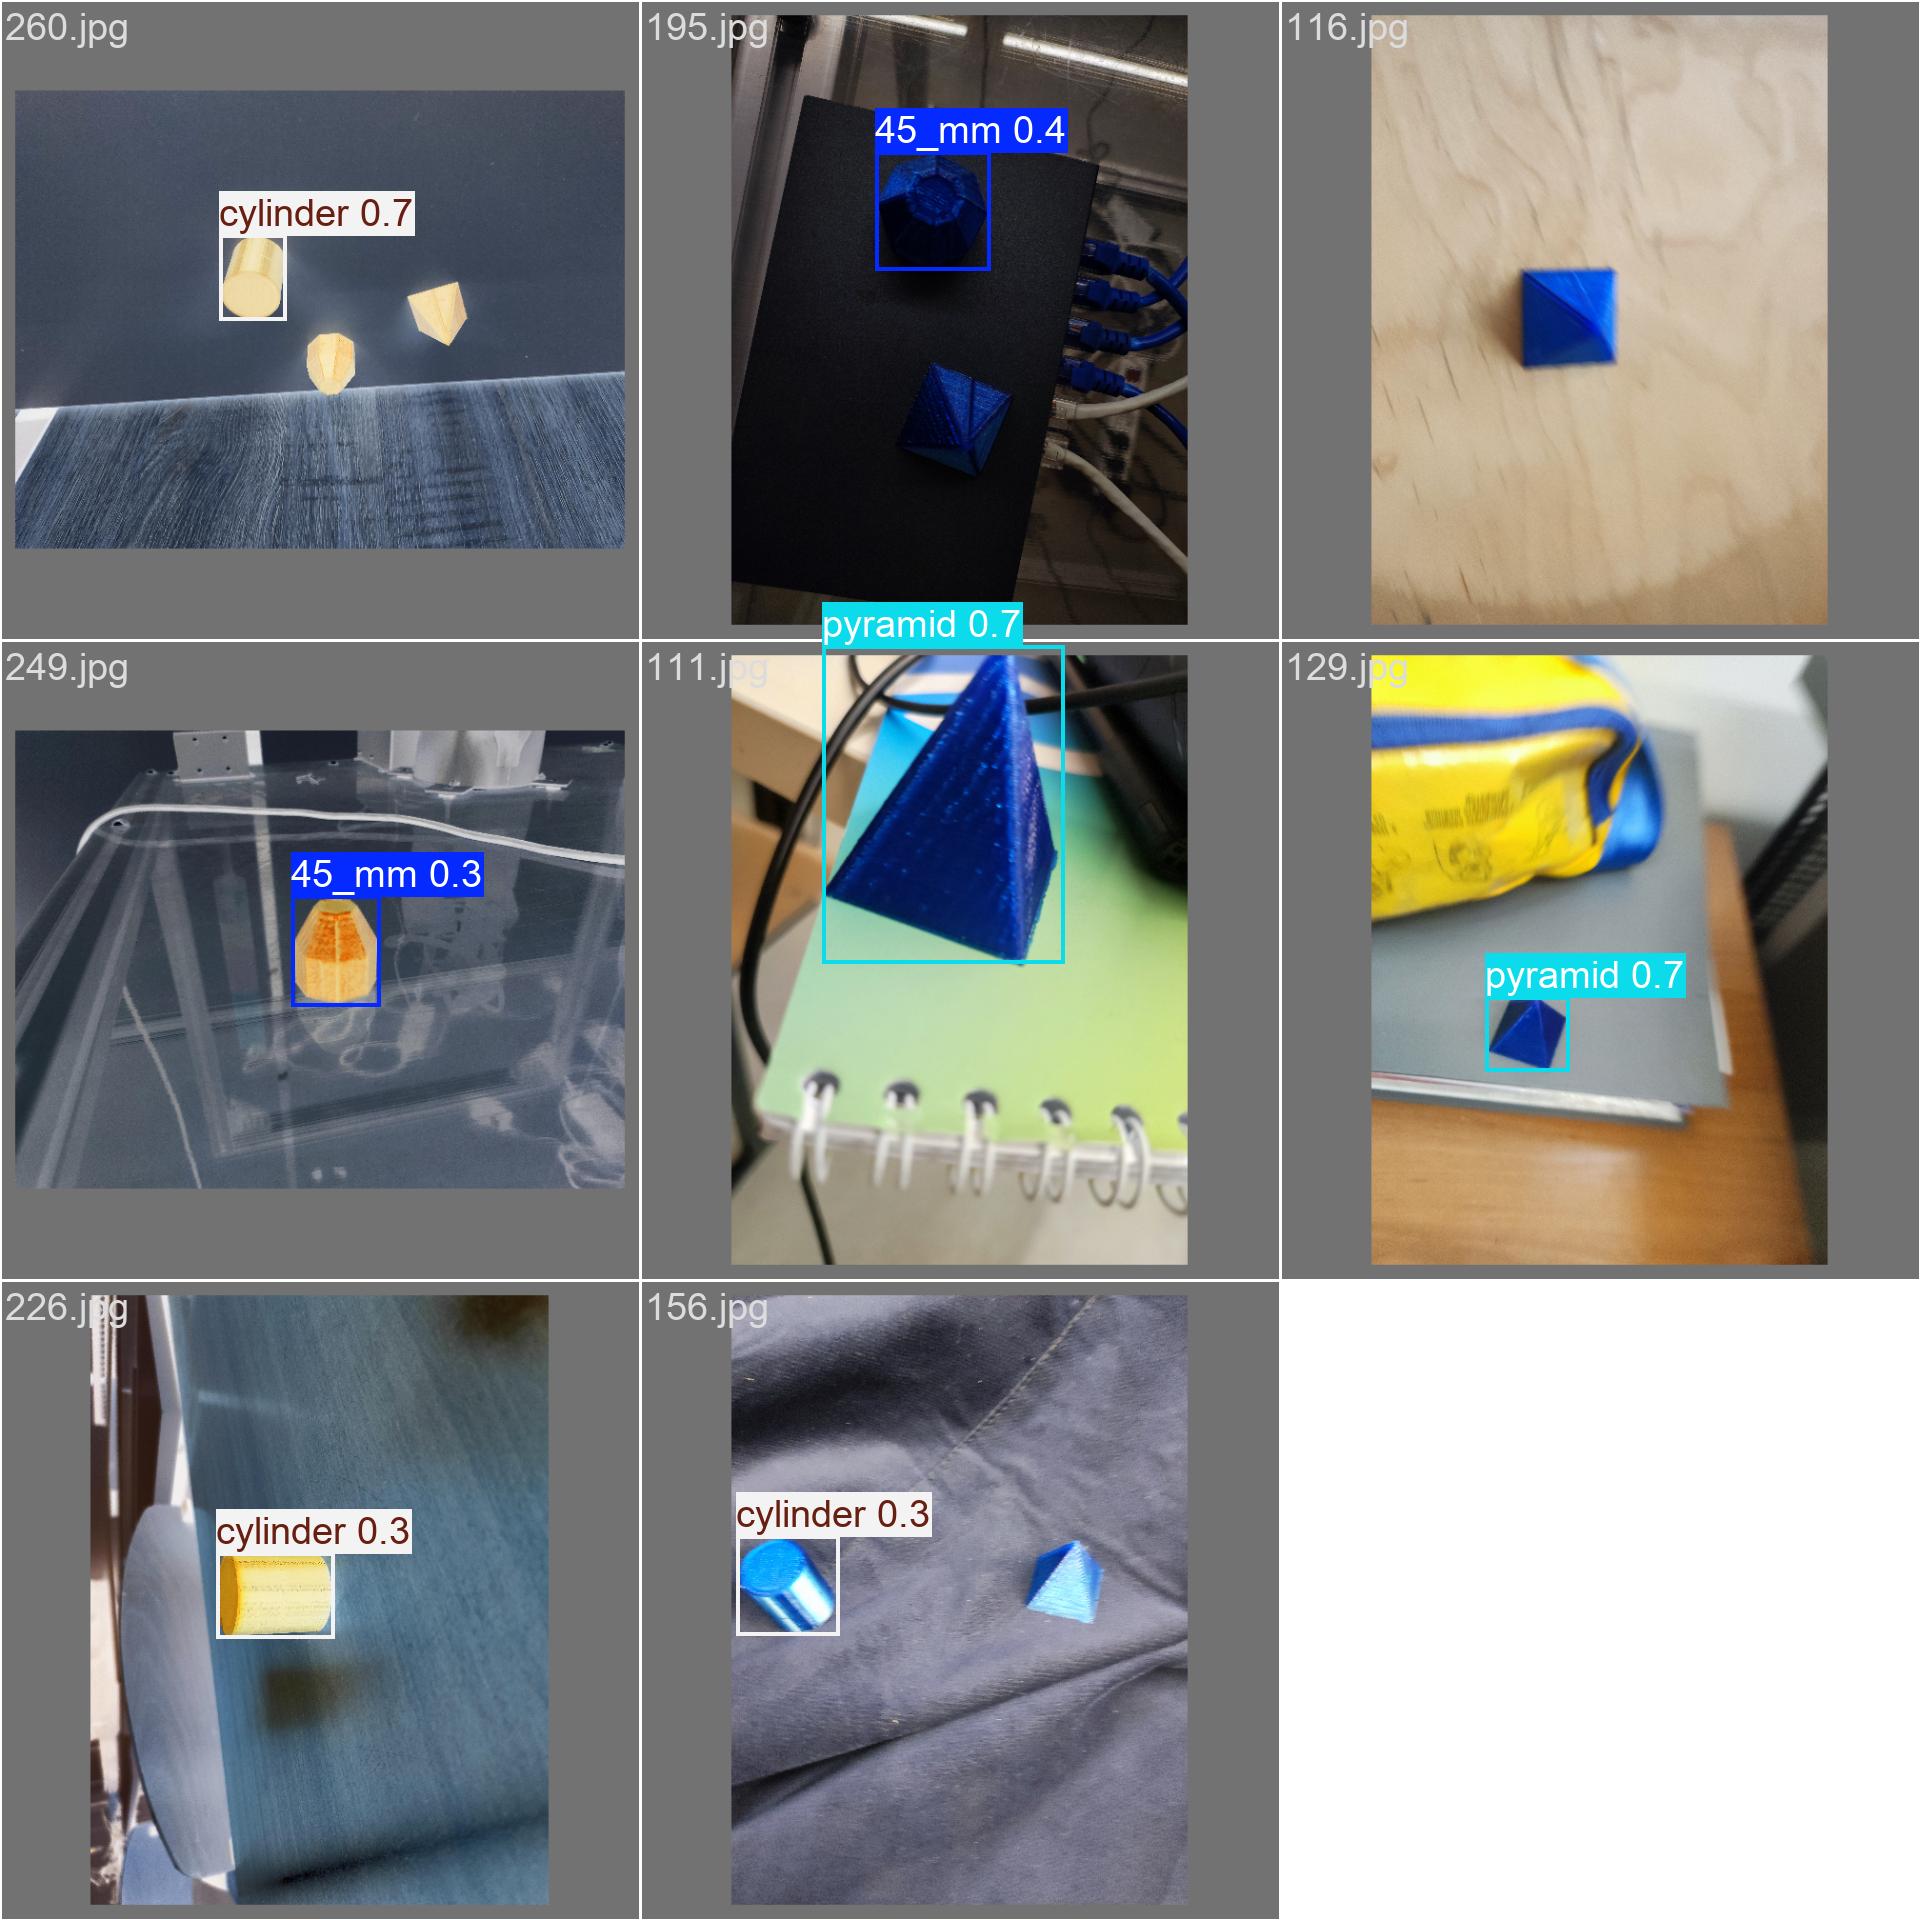 260.jpg
cylinder 0.7
195.jpg
45_mm 0.4
116.jpg
249.jpg
45_mm 0.3
111.jpg
pyramid 0.7
129.jpg
pyramid 0.7
226.jpg
cylinder 0.3
156.jpg
cylinder 0.3